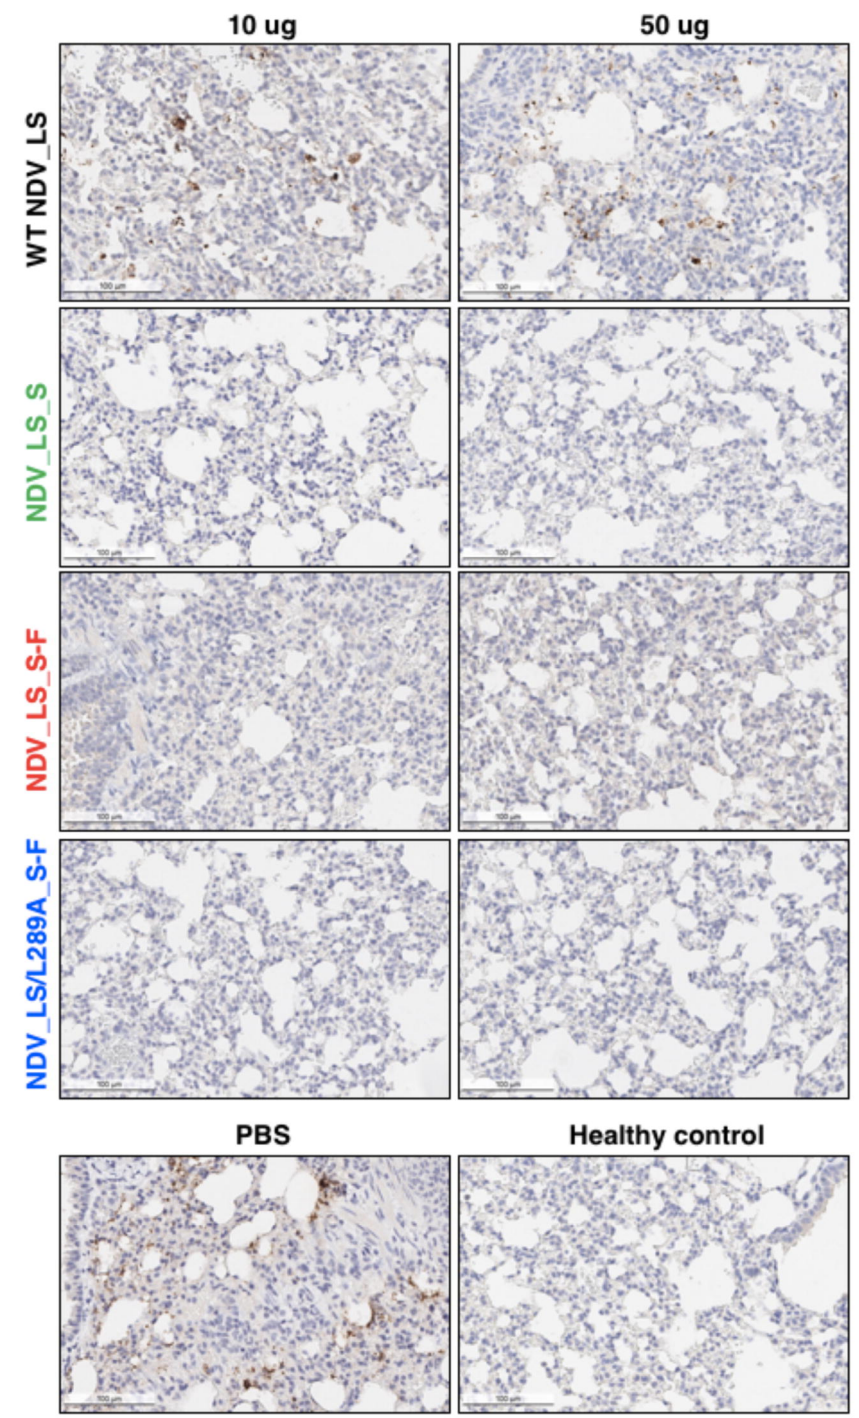 10 ug 50 ug
WT NDV_LS
100 µm 100 µm
NDV_LS_S
100 µm 100 µm
NDV_LS_S-F
100 µm 100 µm
NDV_LS/L289A_S-F
100 µm 100 µm
PBS Healthy control
100 µm 100 µm